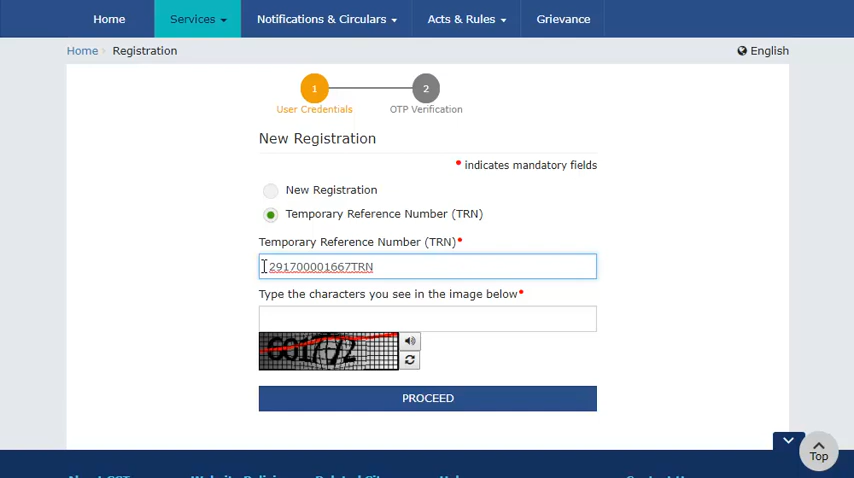 Home Services Notifications & Circulars Acts & Rules Grievance
Home Registration English
1 2
User Credentials OTP Verification
New Registration
* indicates mandatory fields
New Registration
Temporary Reference Number (TRN)
Temporary Reference Number (TRN)*
291700001667TRN
Type the characters you see in the image below*
PROCEED
Top